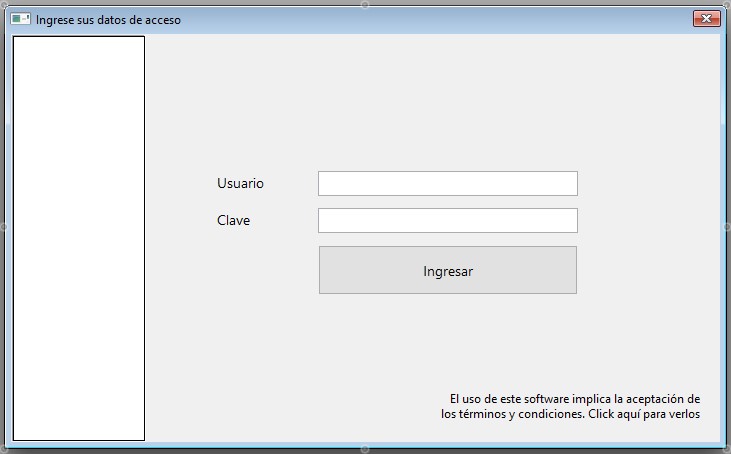 Ingrese sus datos de acceso
Usuario
Clave
Ingresar
El uso de este software implica la aceptación de
los términos y condiciones. Click aquí para verlos